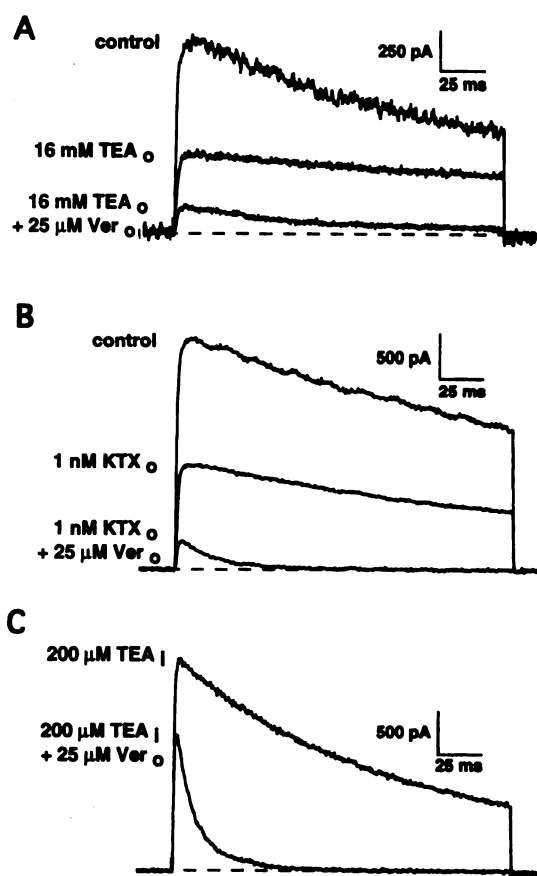 A
control
250 pA
25 ms
16 mM TEA o
16 mM TEA o
+ 25 μM Ver o
B
control
500 pA
25 ms
1 nM KTX o
1 nM KTX o
+ 25 μM Ver o
C
200 μM TEA i
500 pA
25 ms
200 μM TEA i
+ 25 μM Ver o